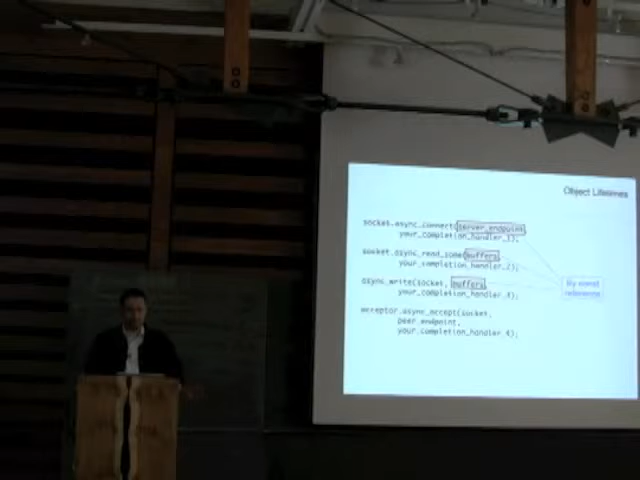 Object Lifetimes
socket.async_connect(server_endpoint,
your_completion_handler_1);
socket.async_read_some(buffers,
your_completion_handler_2);
async_write(socket, buffers,
your_completion_handler_3);
By const
reference
acceptor.async_accept(socket,
peer_endpoint,
your_completion_handler_4);